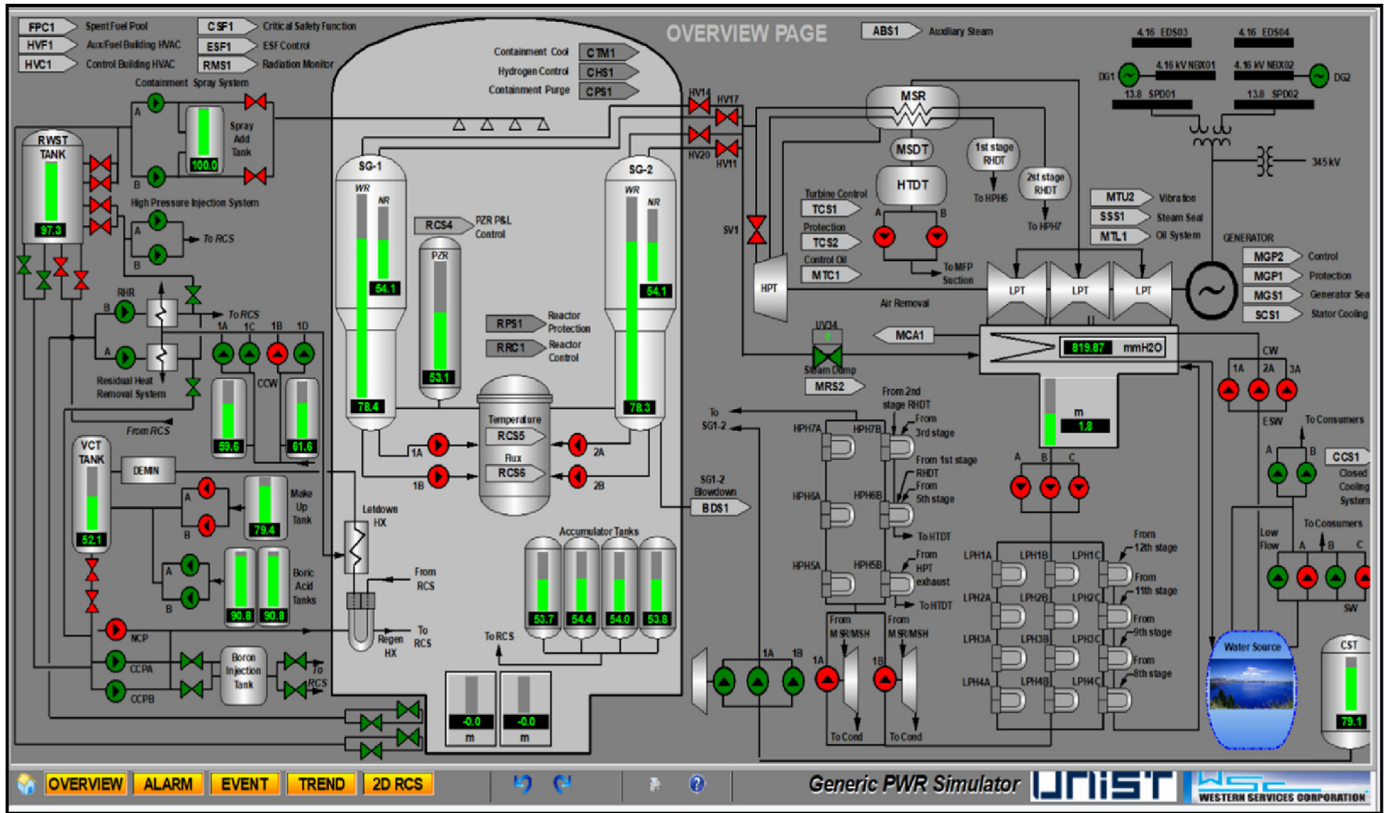 OVERVIEW PAGE
FPC1 Spent Fuel Pool
HVF1 Aux/Fuel Building HVAC
HVC1 Control Building HVAC
CSF1 Critical Safety Function
ESF1 ESF Control
RMS1 Radiation Monitor
Containment Cool CTM1
Hydrogen Control CHS1
Containment Purge CPS1
ABS1 Auxiliary Steam
4.16 EDS03
4.16 EDS04
DG1
4.16 kV NBX01
4.16 kV NBX02
DG2
13.8 SPD01
13.8 SPD02
345 kV
Containment Spray System
A
B
Spray
Add
Tank
100.0
RWST
TANK
97.3
High Pressure Injection System
A
B
To RCS
RHR
B
A
To RCS
Residual Heat
Removal System
From RCS
1A
1C
1B
1D
CCW
59.6
61.6
VCT
TANK
52.1
DEMIN
A
B
Make
Up
Tank
79.4
A
B
Boric
Acid
Tanks
90.8
90.8
NCP
CCPA
CCPB
Boron
Injection
Tank
To
RCS
SG-1
WR
NR
54.1
78.4
SG-2
WR
NR
54.1
78.3
RCS4
PZR P&L
Control
PZR
53.1
RPS1
Reactor
Protection
RRC1
Reactor
Control
Temperature
RCS5
Flux
RCS6
1A
1B
2A
2B
Letdown
HX
From
RCS
To
RCS
Regen
HX
Accumulator Tanks
53.7
54.4
54.0
53.8
To RCS
-0.0
m
-0.0
m
HV14
HV17
HV20
HV11
SV1
MSR
MSDT
HTDT
A
B
To MFP
Suction
1st stage
RHDT
To HPH6
2st stage
RHDT
To HPH7
Turbine Control
TCS1
Protection
TCS2
Control Oil
MTC1
HPT
LPT
LPT
LPT
MTU2 Vibration
SSS1 Steam Seal
MTL1 Oil System
GENERATOR
MGP2 Control
MGP1 Protection
MGS1 Generator Sea
SCS1 Stator Cooling
Air Removal
MCA1
UV34
0
Steam Dump
MRS2
819.87 mmH2O
m
1.8
A
B
C
CW
1A
2A
3A
ESW
To Consumers
A
B
CCS1
Closed
Cooling
System
To Consumers
Low
Flow
A
B
C
SW
Water Source
CST
79.1
To
SG1-2
SG1-2
Blowdown
BDS1
HPH7A
HPH7B
From 2nd
stage RHDT
From
3rd stage
From 1st stage
RHDT
From
5th stage
HPH6A
HPH6B
To HTDT
From
HPT
exhaust
HPH5A
HPH5B
To HTDT
1A
1B
From
MSR/MSH
1A
To Cond
From
MSR/MSH
1B
To Cond
LPH1A
LPH1B
LPH1C
From
12th stage
LPH2A
LPH2B
LPH2C
From
11th stage
LPH3A
LPH3B
LPH3C
From
9th stage
LPH4A
LPH4B
LPH4C
From
8th stage
OVERVIEW
ALARM
EVENT
TREND
2D RCS
?
Generic PWR Simulator
UNIST
WSC
WESTERN SERVICES CORPORATION